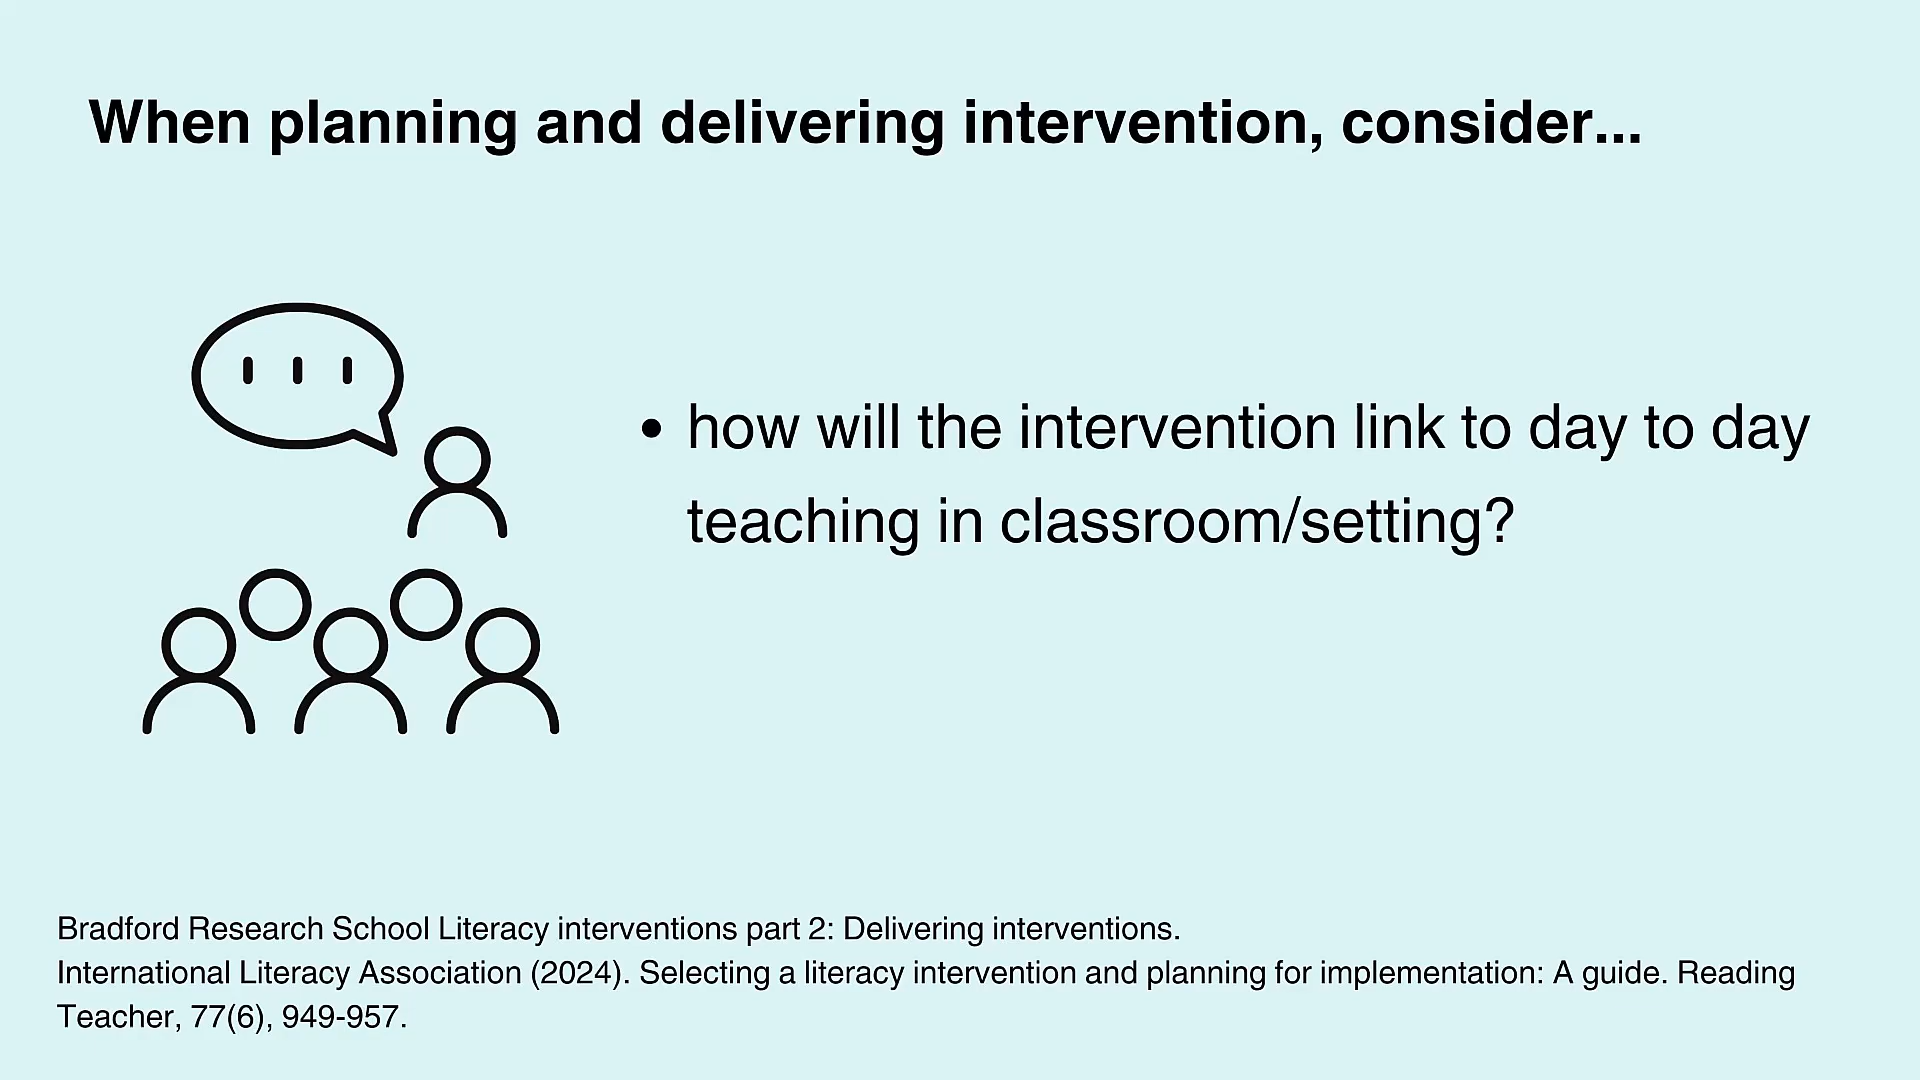 When planning and delivering intervention, consider...
• how will the intervention link to day to day
teaching in classroom/setting?
Bradford Research School Literacy interventions part 2: Delivering interventions.
International Literacy Association (2024). Selecting a literacy intervention and planning for implementation: A guide. Reading
Teacher, 77(6), 949-957.